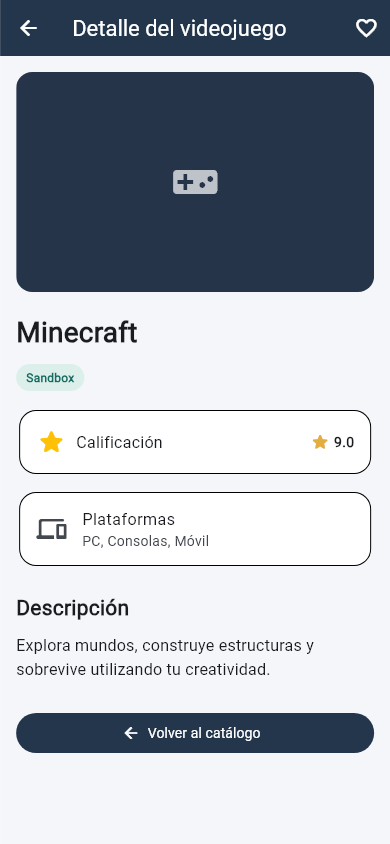 Detalle del videojuego
Minecraft
Sandbox
Calificación
9.0
Plataformas
PC, Consolas, Móvil
Descripción
Explora mundos, construye estructuras y
sobrevive utilizando tu creatividad.
Volver al catálogo